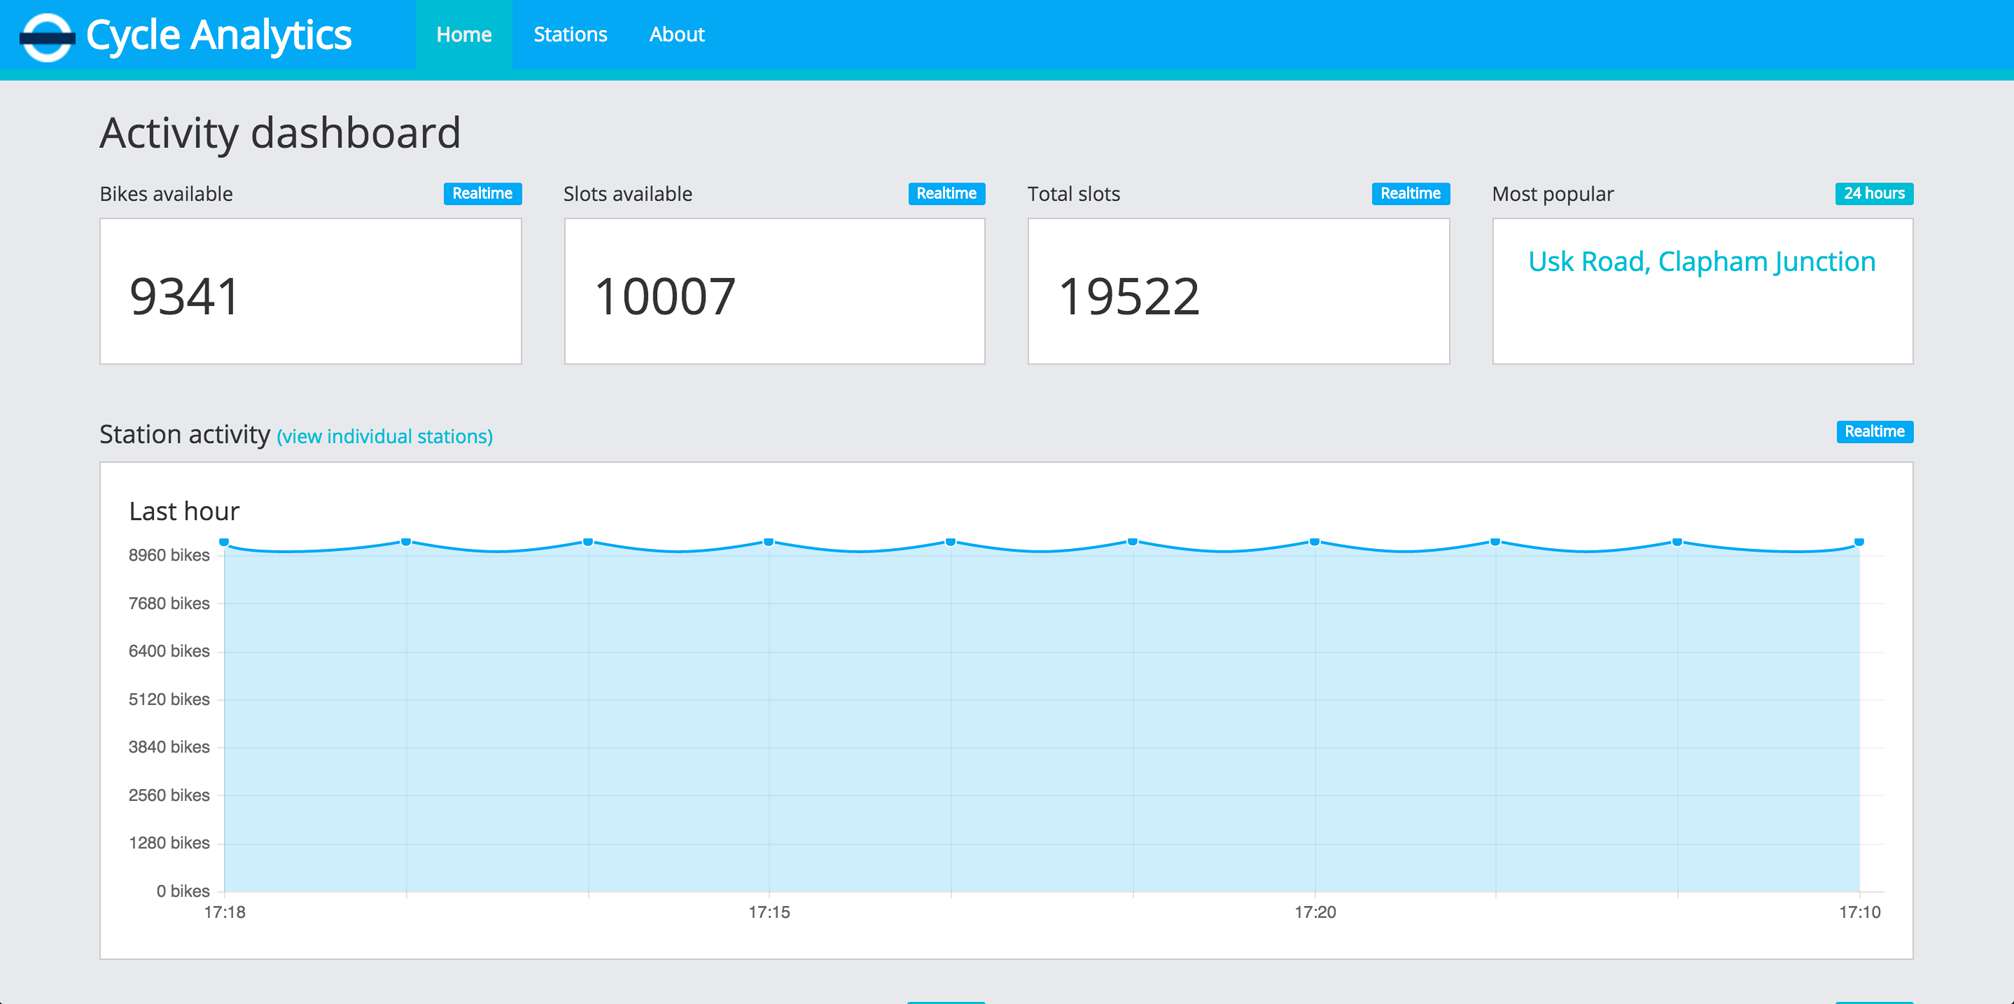 Cycle Analytics
Home
Stations
About
Activity dashboard
Bikes available
Realtime
Slots available
Realtime
Total slots
Realtime
Most popular
24 hours
9341
10007
19522
Usk Road, Clapham Junction
Station activity (view individual stations)
Realtime
Last hour
8960 bikes
7680 bikes
6400 bikes
5120 bikes
3840 bikes
2560 bikes
1280 bikes
0 bikes
17:18
17:15
17:20
17:10